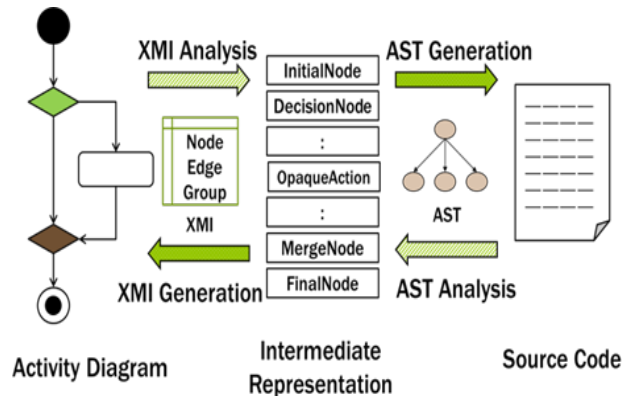 XMI Analysis
AST Generation
InitialNode
DecisionNode
:
OpaqueAction
:
MergeNode
FinalNode
Node
Edge
Group
XMI
AST
XMI Generation
AST Analysis
Activity Diagram
Intermediate
Representation
Source Code